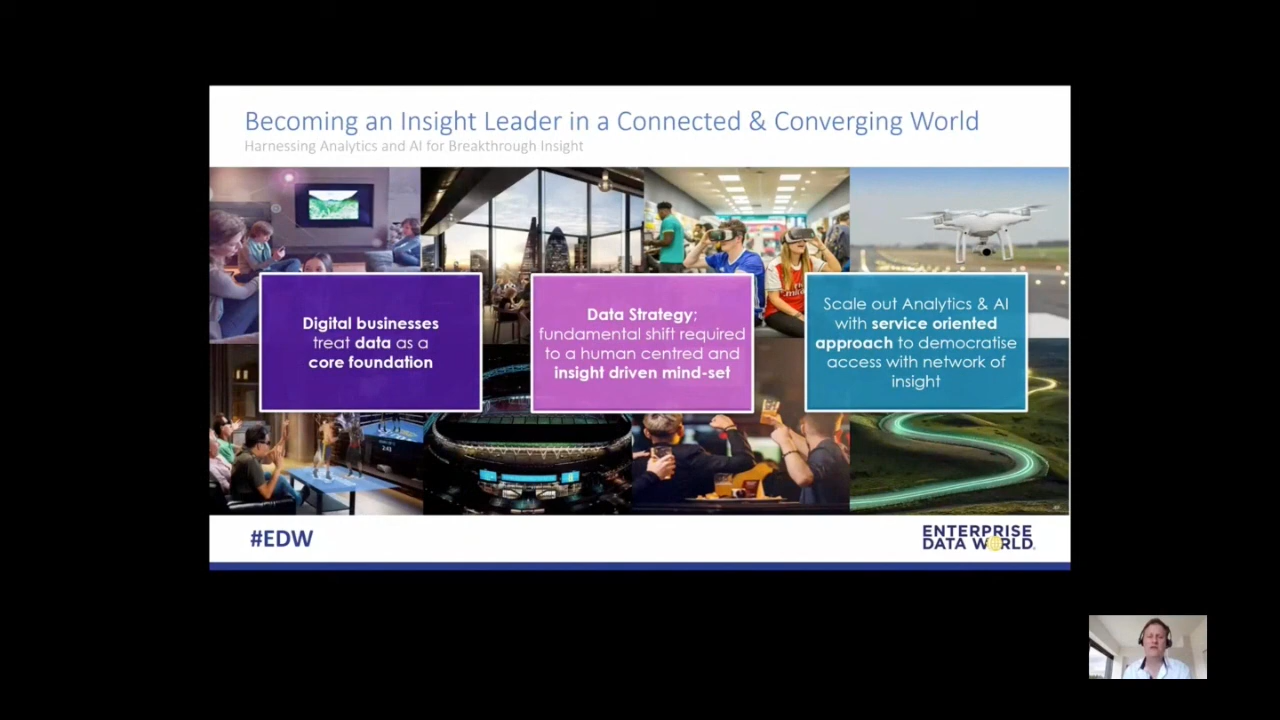 Becoming an Insight Leader in a Connected & Converging World
Harnessing Analytics and AI for Breakthrough Insight
Digital businesses
treat data as a
core foundation
Data Strategy;
fundamental shift required
to a human centred and
insight driven mind-set
Scale out Analytics & AI
with service oriented
approach to democratise
access with network of
insight
#EDW
ENTERPRISE
DATA WORLD.